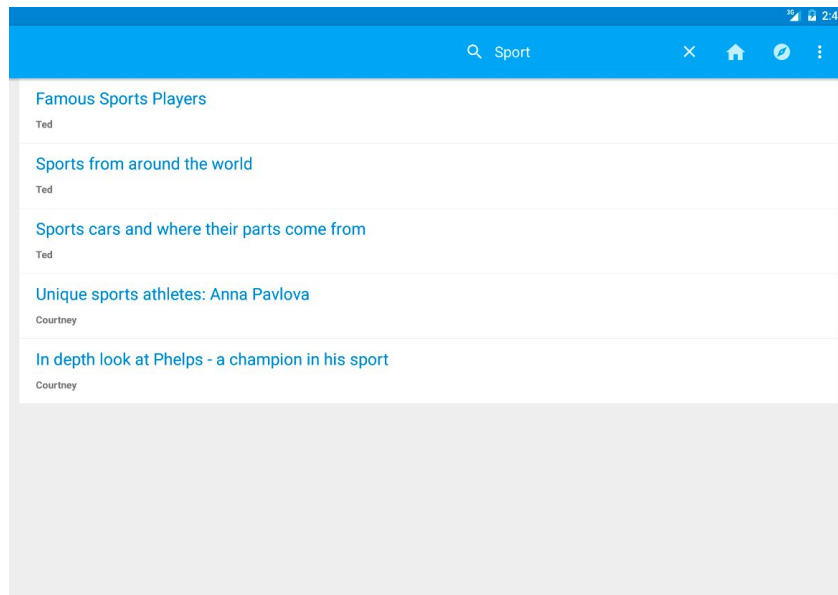 3G 2:4
Sport
Famous Sports Players
Ted
Sports from around the world
Ted
Sports cars and where their parts come from
Ted
Unique sports athletes: Anna Pavlova
Courtney
In depth look at Phelps - a champion in his sport
Courtney